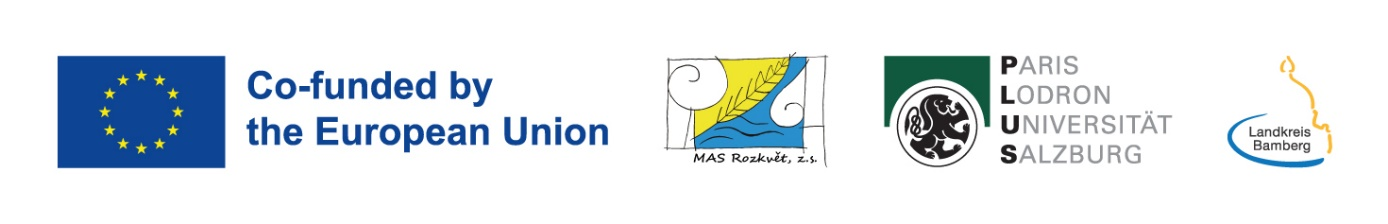 Co-funded by
the European Union
MAS Rozkvět, z.s.
PARIS
LODRON
UNIVERSITÄT
SALZBURG
Landkreis
Bamberg